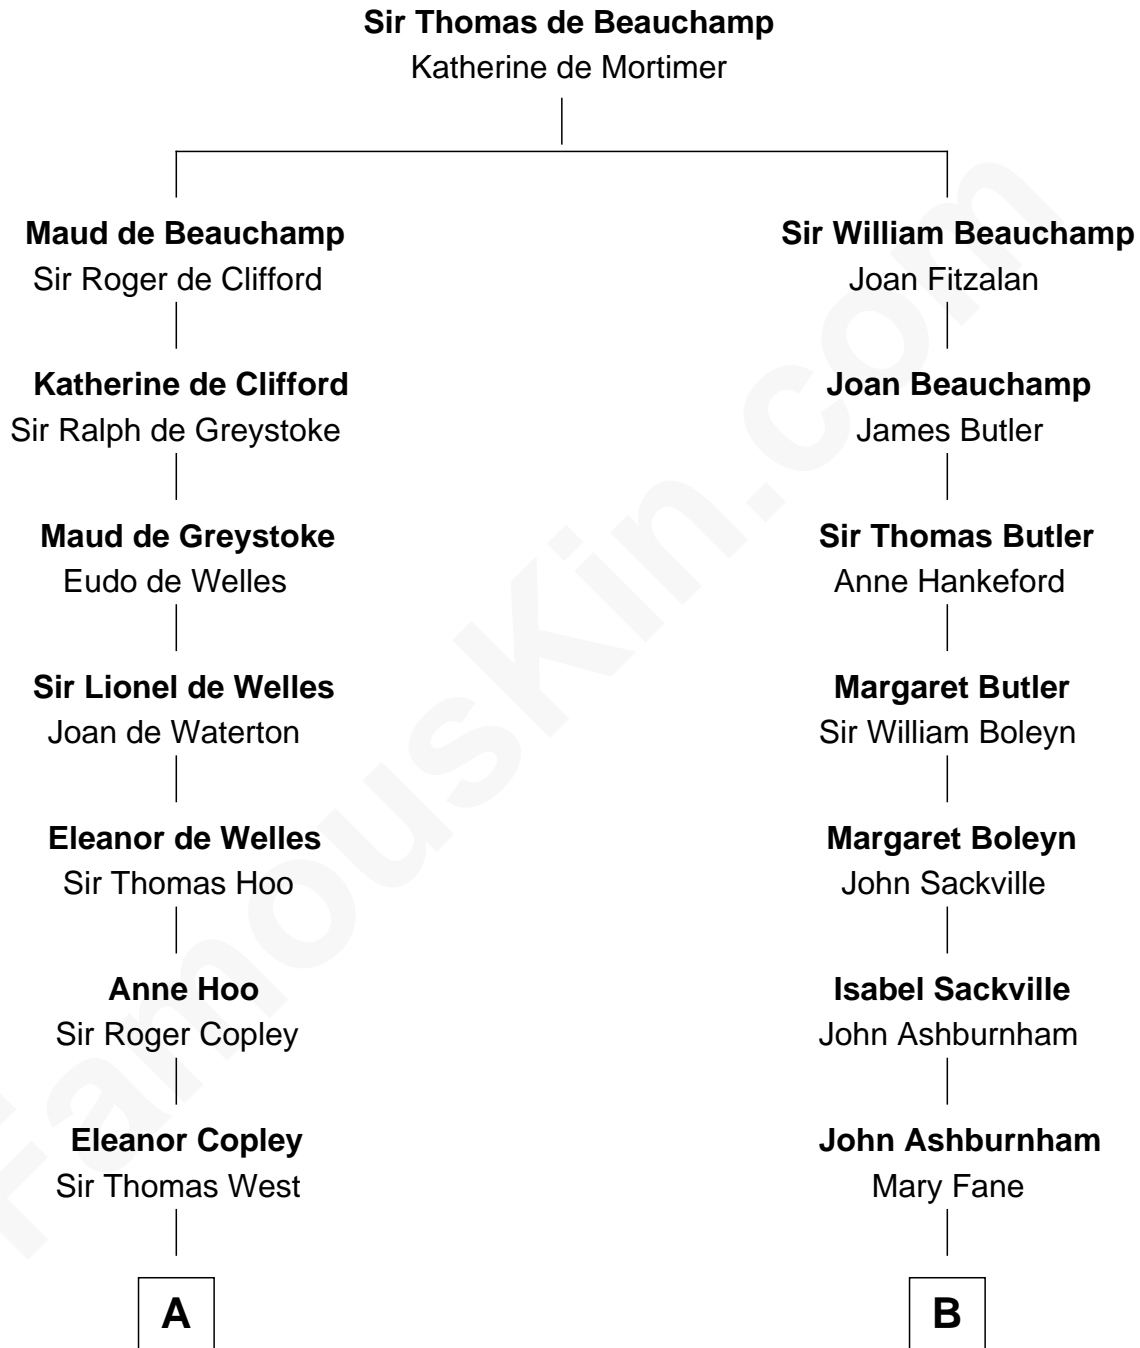 Sir Thomas de Beauchamp
Katherine de Mortimer
Maud de Beauchamp
Sir Roger de Clifford
Sir William Beauchamp
Joan Fitzalan
Katherine de Clifford
Sir Ralph de Greystoke
Joan Beauchamp
James Butler
Maud de Greystoke
Eudo de Welles
Sir Thomas Butler
Anne Hankeford
Sir Lionel de Welles
Joan de Waterton
Margaret Butler
Sir William Boleyn
Eleanor de Welles
Sir Thomas Hoo
Margaret Boleyn
John Sackville
Anne Hoo
Sir Roger Copley
Isabel Sackville
John Ashburnham
Eleanor Copley
Sir Thomas West
John Ashburnham
Mary Fane
A
B
FamousKin.com